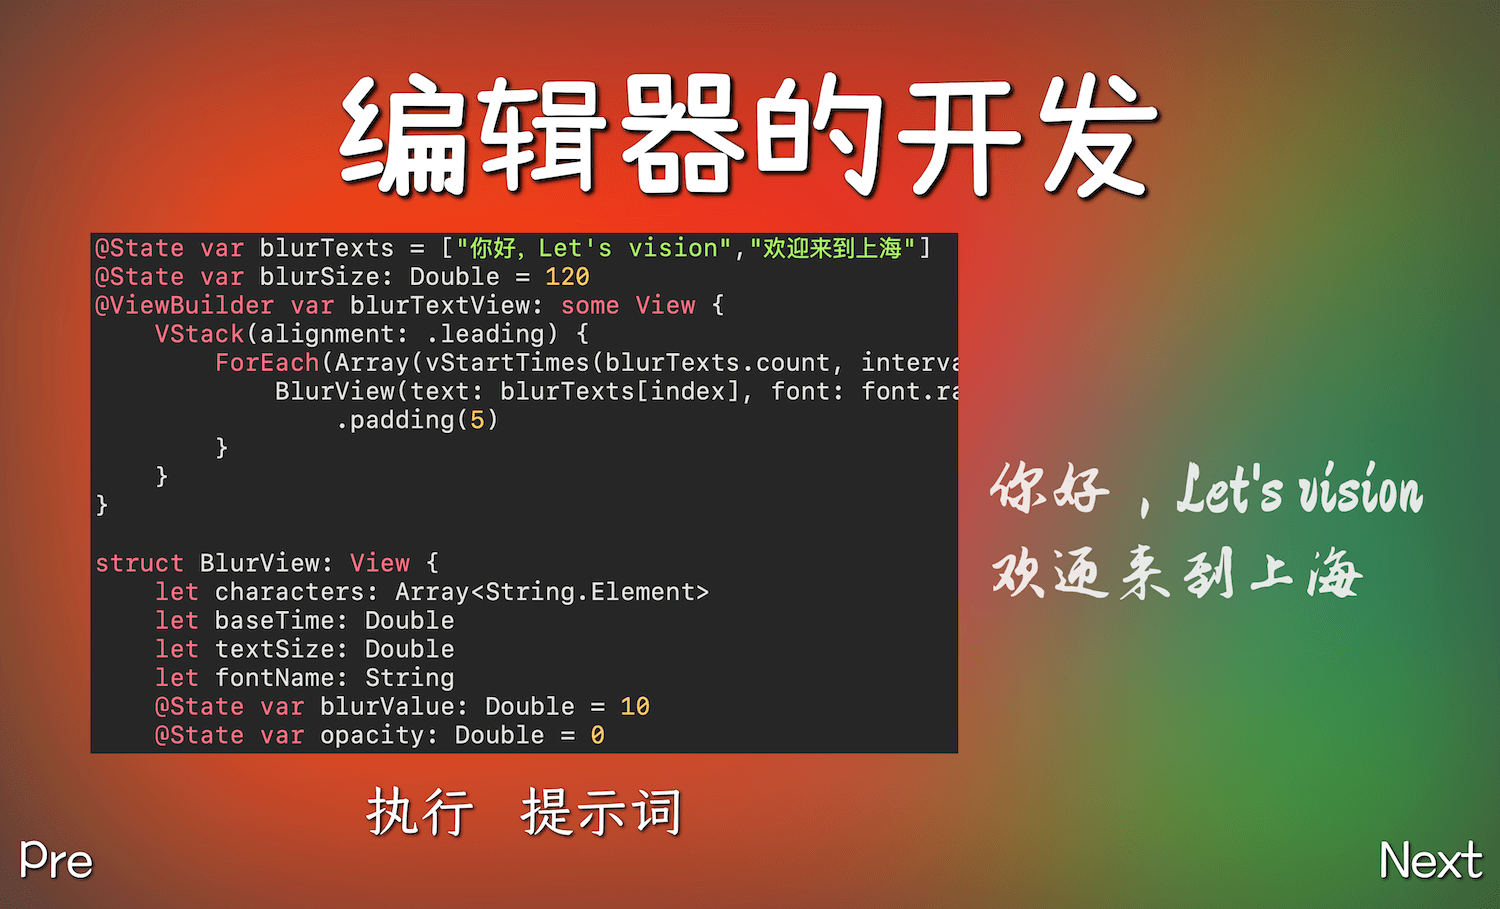 编辑器的开发
@State var blurTexts = ["你好，Let's vision","欢迎来到上海"]
@State var blurSize: Double = 120
@ViewBuilder var blurTextView: some View {
    VStack(alignment: .leading) {
        ForEach(Array(vStartTimes(blurTexts.count, interva
            BlurView(text: blurTexts[index], font: font.ra
                .padding(5)
        }
    }
}
struct BlurView: View {
    let characters: Array<String.Element>
    let baseTime: Double
    let textSize: Double
    let fontName: String
    @State var blurValue: Double = 10
    @State var opacity: Double = 0
你好，Let's vision
欢迎来到上海
执行 提示词
Pre
Next